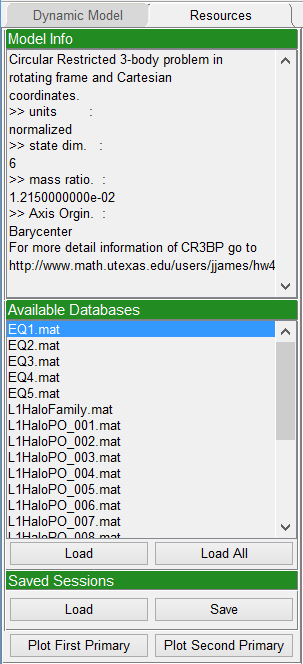 Dynamic Model
Resources
Model Info
Circular Restricted 3-body problem in
rotating frame and Cartesian
coordinates.
>> units :
normalized
>> state dim. :
6
>> mass ratio. :
1.2150000000e-02
>> Axis Orgin. :
Barycenter
For more detail information of CR3BP go to
http://www.math.utexas.edu/users/jjames/hw4
Available Databases
EQ1.mat
EQ2.mat
EQ3.mat
EQ4.mat
EQ5.mat
L1HaloFamily.mat
L1HaloPO_001.mat
L1HaloPO_002.mat
L1HaloPO_003.mat
L1HaloPO_004.mat
L1HaloPO_005.mat
L1HaloPO_006.mat
L1HaloPO_007.mat
L1HaloPO_008.mat
Load
Load All
Saved Sessions
Load
Save
Plot First Primary
Plot Second Primary